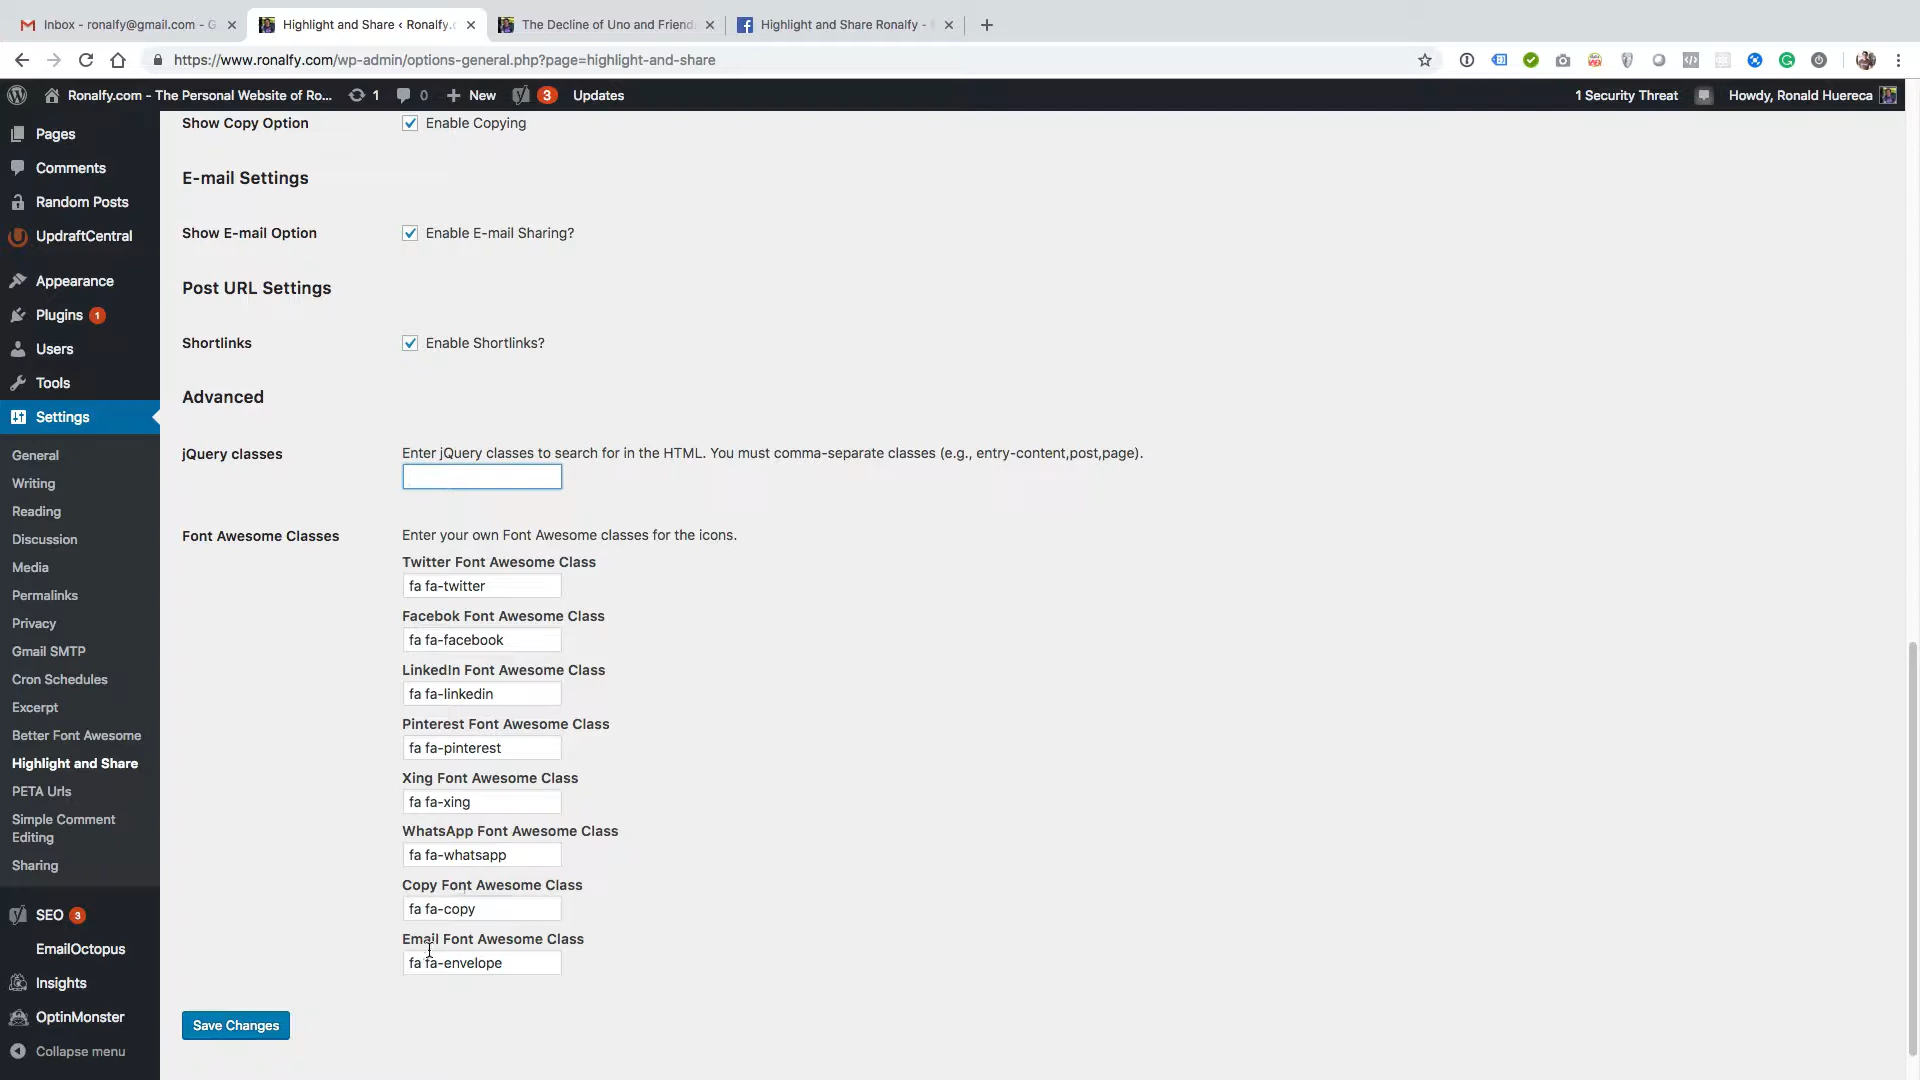 Inbox - ronalfy@gmail.com - G
Highlight and Share ‹ Ronalfy.c
The Decline of Uno and Friend
Highlight and Share Ronalfy -
https://www.ronalfy.com/wp-admin/options-general.php?page=highlight-and-share
Ronalfy.com - The Personal Website of Ro...
1
0
New
3
Updates
1 Security Threat
Howdy, Ronald Huereca
Pages
Comments
Random Posts
UpdraftCentral
Appearance
Plugins 1
Users
Tools
Settings
General
Writing
Reading
Discussion
Media
Permalinks
Privacy
Gmail SMTP
Cron Schedules
Excerpt
Better Font Awesome
Highlight and Share
PETA Urls
Simple Comment
Editing
Sharing
SEO 3
EmailOctopus
Insights
OptinMonster
Collapse menu
Show Copy Option
Enable Copying
E-mail Settings
Show E-mail Option
Enable E-mail Sharing?
Post URL Settings
Shortlinks
Enable Shortlinks?
Advanced
jQuery classes
Enter jQuery classes to search for in the HTML. You must comma-separate classes (e.g., entry-content,post,page).
Font Awesome Classes
Enter your own Font Awesome classes for the icons.
Twitter Font Awesome Class
fa fa-twitter
Facebok Font Awesome Class
fa fa-facebook
LinkedIn Font Awesome Class
fa fa-linkedin
Pinterest Font Awesome Class
fa fa-pinterest
Xing Font Awesome Class
fa fa-xing
WhatsApp Font Awesome Class
fa fa-whatsapp
Copy Font Awesome Class
fa fa-copy
Email Font Awesome Class
fa fa-envelope
Save Changes